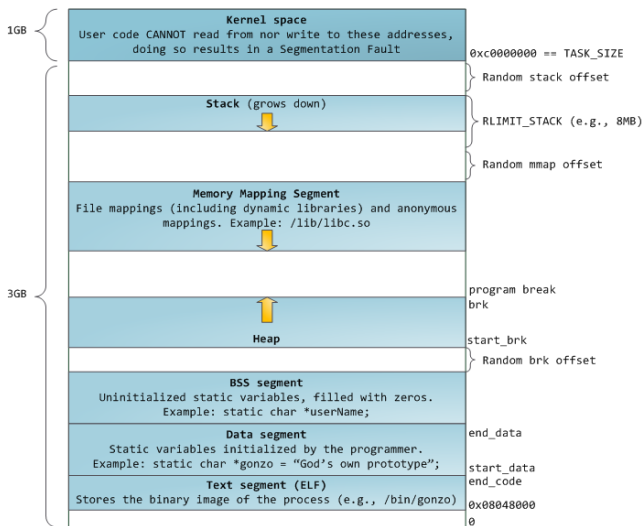 1GB
Kernel space
User code CANNOT read from nor write to these addresses,
doing so results in a Segmentation Fault
0xc0000000 == TASK_SIZE
Random stack offset
Stack (grows down)
RLIMIT_STACK (e.g., 8MB)
Random mmap offset
Memory Mapping Segment
File mappings (including dynamic libraries) and anonymous
mappings. Example: /lib/libc.so
3GB
program break
brk
Heap
start_brk
Random brk offset
BSS segment
Uninitialized static variables, filled with zeros.
Example: static char *userName;
Data segment
Static variables initialized by the programmer.
Example: static char *gonzo = “God’s own prototype”;
end_data
start_data
Text segment (ELF)
Stores the binary image of the process (e.g., /bin/gonzo)
end_code
0x08048000
0